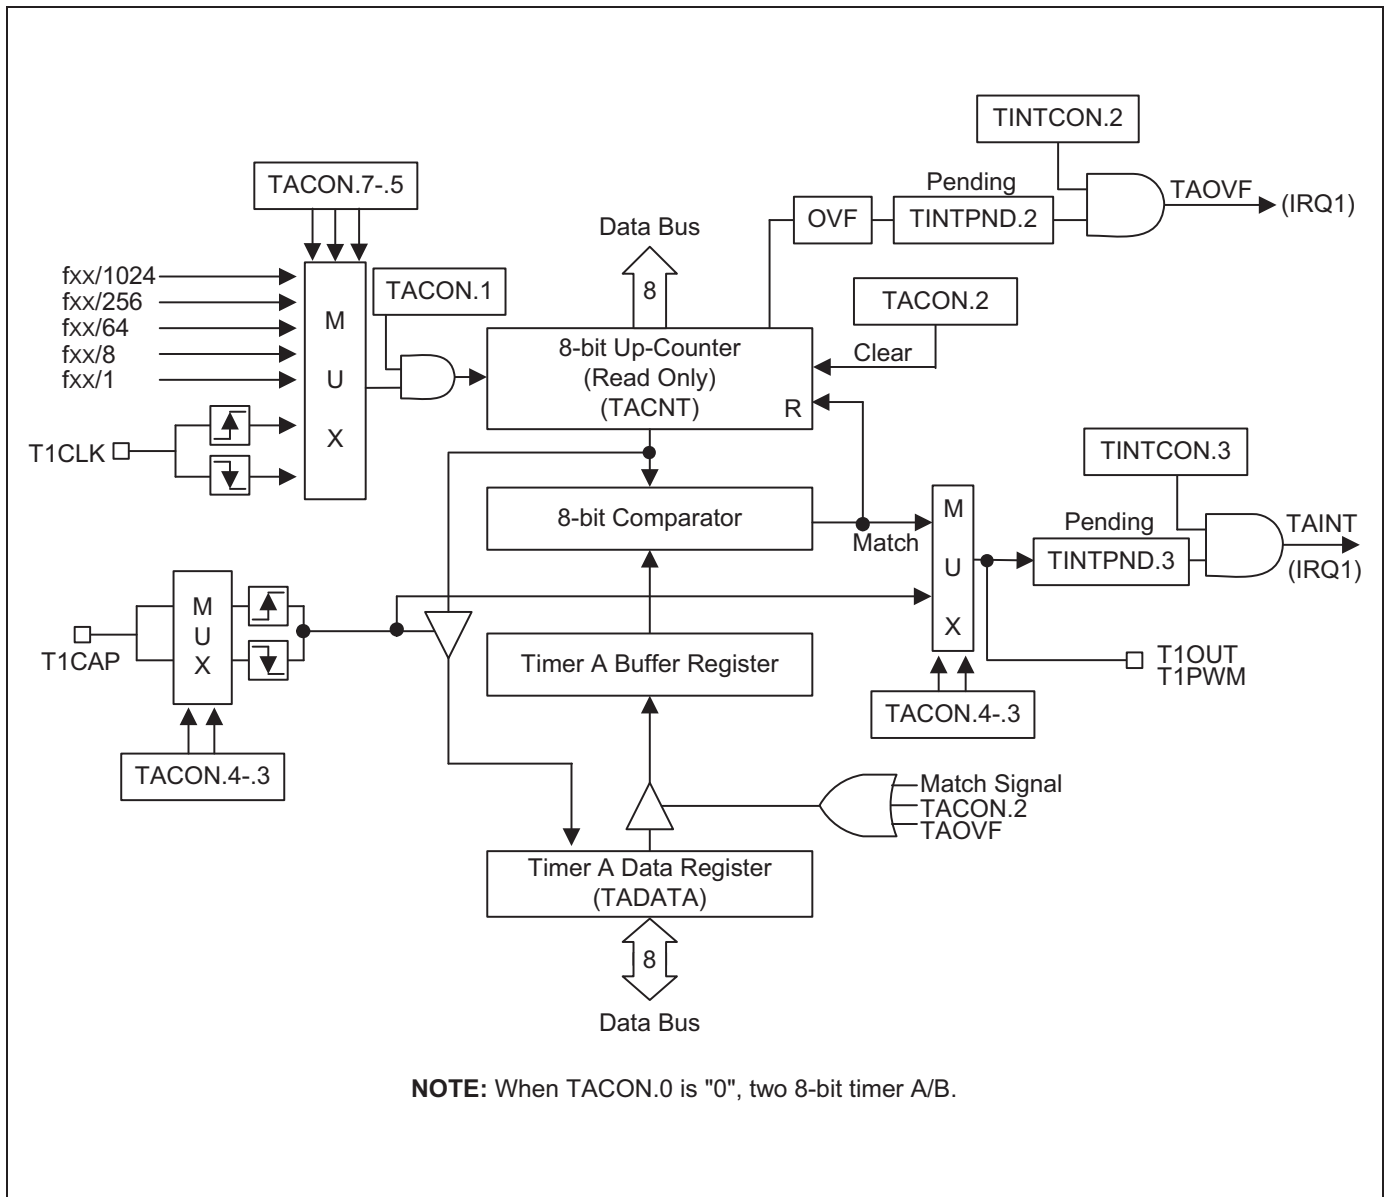 TINTCON.2
TACON.7-.5
Pending
TAOVF
(IRQ1)
OVF
TINTPND.2
Data Bus
8
fxx/1024
fxx/256
fxx/64
fxx/8
fxx/1
M
U
X
TACON.1
TACON.2
Clear
8-bit Up-Counter
(Read Only)
(TACNT)
R
T1CLK
TINTCON.3
8-bit Comparator
Match
M
U
X
Pending
TINTPND.3
TAINT
(IRQ1)
M
U
X
T1CAP
TACON.4-.3
Timer A Buffer Register
T1OUT
T1PWM
TACON.4-.3
Match Signal
TACON.2
TAOVF
Timer A Data Register
(TADATA)
8
Data Bus
NOTE: When TACON.0 is "0", two 8-bit timer A/B.